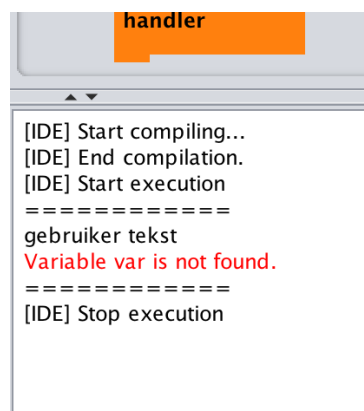 handler
[IDE] Start compiling...
[IDE] End compilation.
[IDE] Start execution
============
gebruiker tekst
Variable var is not found.
============
[IDE] Stop execution